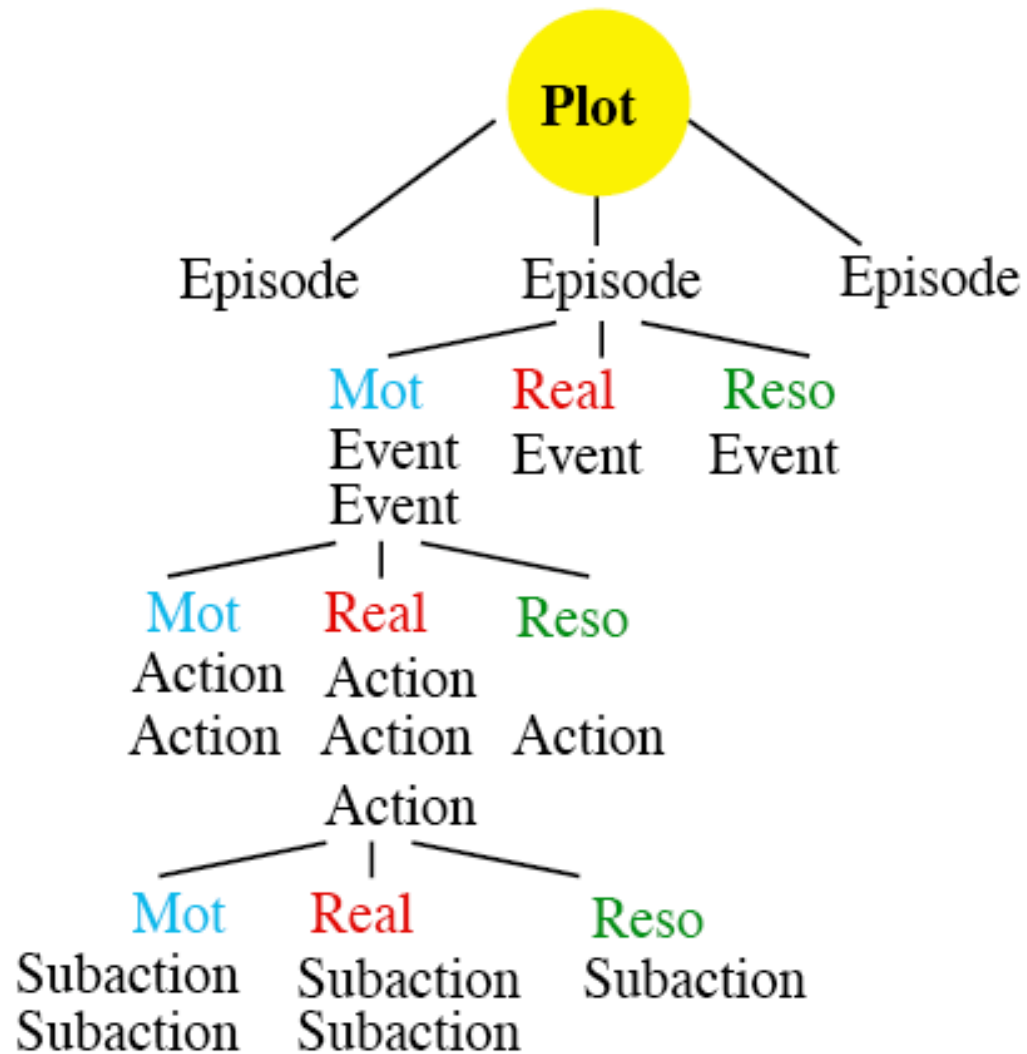 Plot
Episode Episode Episode
Mot Real Reso
Event Event Event
Event
Mot Real Reso
Action Action
Action Action Action
Action
Mot Real Reso
Subaction Subaction Subaction
Subaction Subaction